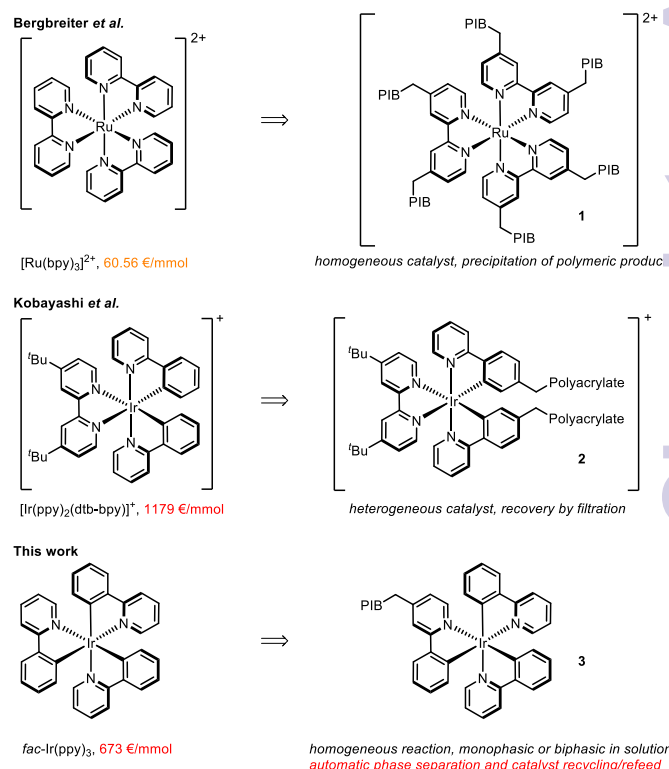 Bergbreiter et al.
2+
N
N
N
N
N
N
Ru
⇒
2+
PIB
PIB
PIB
PIB
PIB
PIB
N
N
N
N
N
N
Ru
1
[Ru(bpy)₃]²⁺, 60.56 €/mmol
homogeneous catalyst, precipitation of polymeric produc
Kobayashi et al.
+
ᵗBu
ᵗBu
N
N
N
N
Ir
⇒
+
ᵗBu
ᵗBu
N
N
N
N
Ir
Polyacrylate
Polyacrylate
2
[Ir(ppy)₂(dtb-bpy)]⁺, 1179 €/mmol
heterogeneous catalyst, recovery by filtration
This work
N
N
N
Ir
⇒
PIB
N
N
N
Ir
3
fac-Ir(ppy)₃, 673 €/mmol
homogeneous reaction, monophasic or biphasic in solution
automatic phase separation and catalyst recycling/refeed